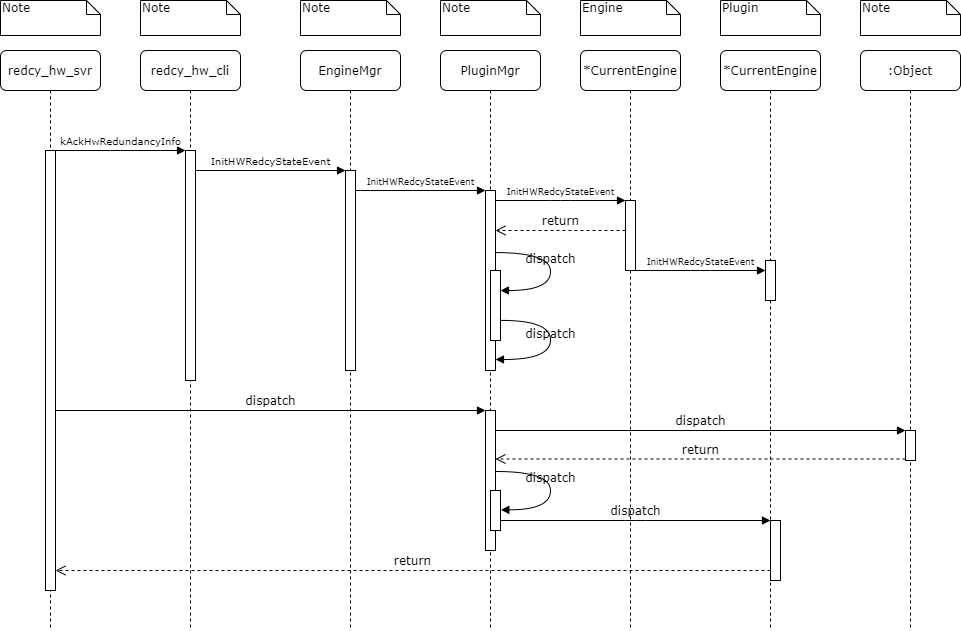 Note
Note
Note
Note
Engine
Plugin
Note
redcy_hw_svr
redcy_hw_cli
EngineMgr
PluginMgr
*CurrentEngine
*CurrentEngine
:Object
kAckHwRedundancyInfo
InitHWRedcyStateEvent
InitHWRedcyStateEvent
InitHWRedcyStateEvent
return
dispatch
InitHWRedcyStateEvent
dispatch
dispatch
dispatch
return
dispatch
dispatch
return